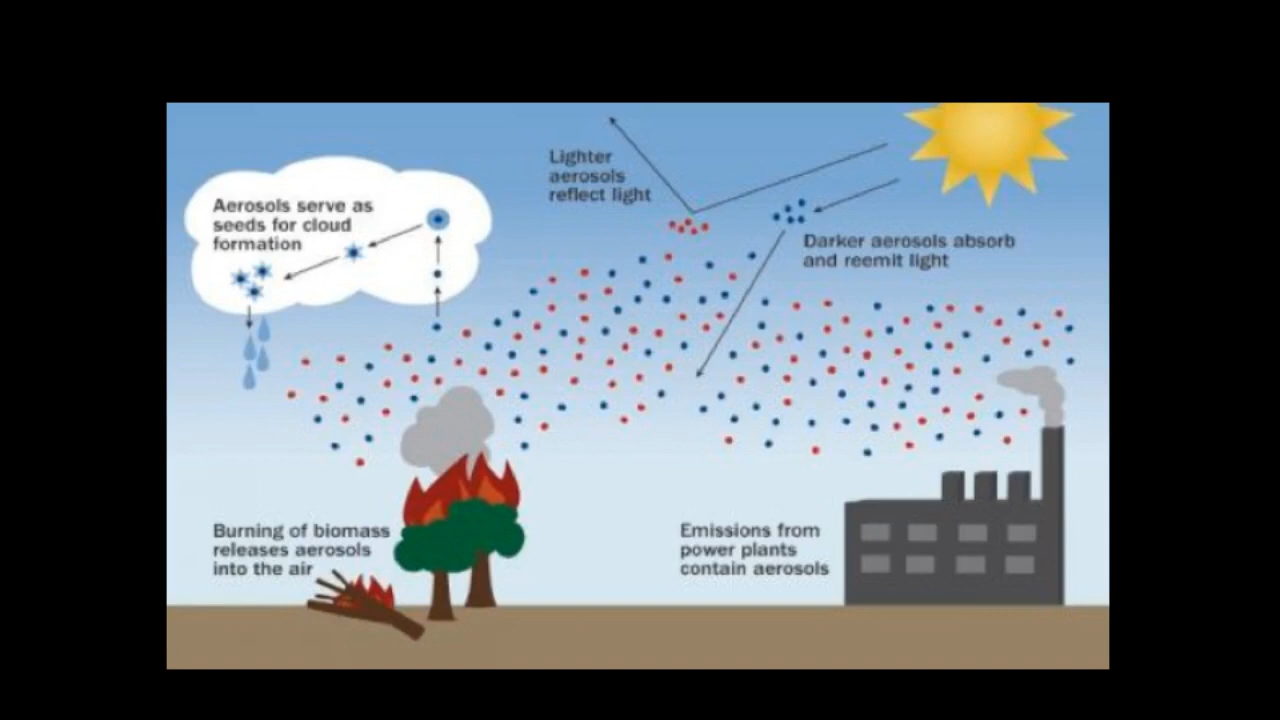 Lighter
aerosols
reflect light
Aerosols serve as
seeds for cloud
formation
Darker aerosols absorb
and reemit light
Burning of biomass
releases aerosols
into the air
Emissions from
power plants
contain aerosols